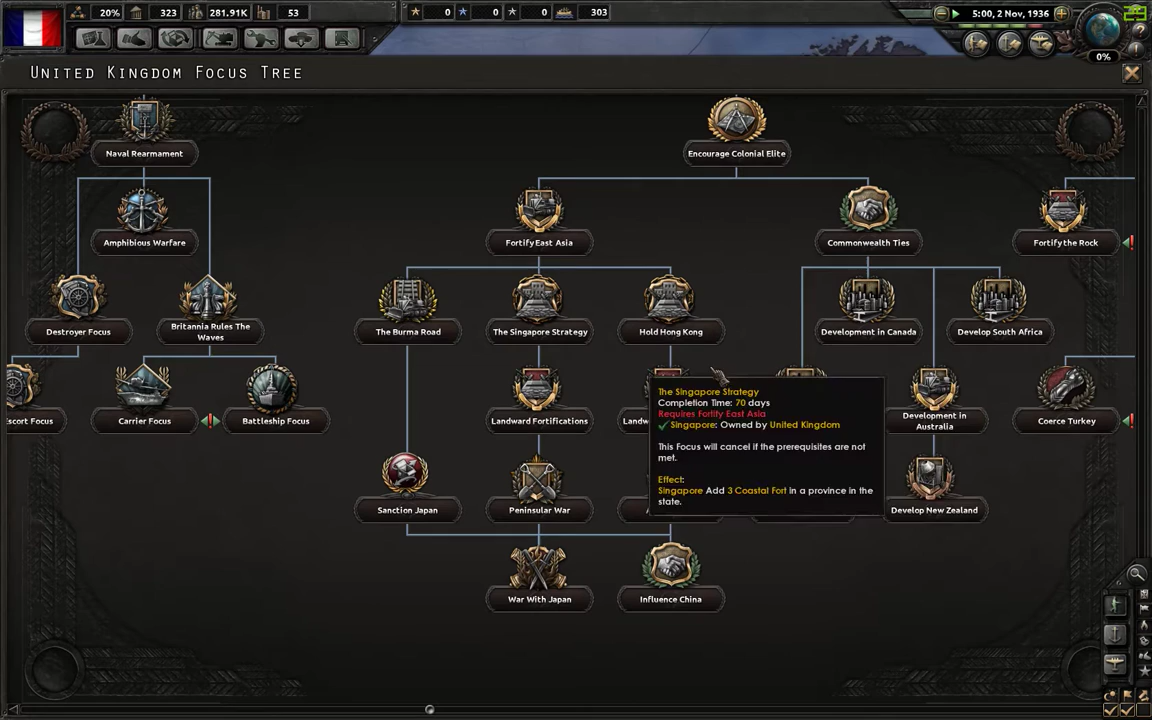 20%
323
281.91K
53
0
0
0
303
5:00, 2 Nov, 1936
29
?
!
0%
United Kingdom Focus Tree
Naval Rearmament
Encourage Colonial Elite
Amphibious Warfare
Fortify East Asia
Commonwealth Ties
Fortify the Rock
Destroyer Focus
Britannia Rules The
Waves
The Burma Road
The Singapore Strategy
Hold Hong Kong
Development in Canada
Develop South Africa
scort Focus
Carrier Focus
Battleship Focus
Landward Fortifications
Landw
Development in
Australia
Coerce Turkey
The Singapore Strategy
Completion Time: 70 days
Requires Fortify East Asia
Singapore: Owned by United Kingdom
This Focus will cancel if the prerequisites are not
met.
Effect:
Singapore Add 3 Coastal Fort in a province in the
state.
Sanction Japan
Peninsular War
Develop New Zealand
War With Japan
Influence China